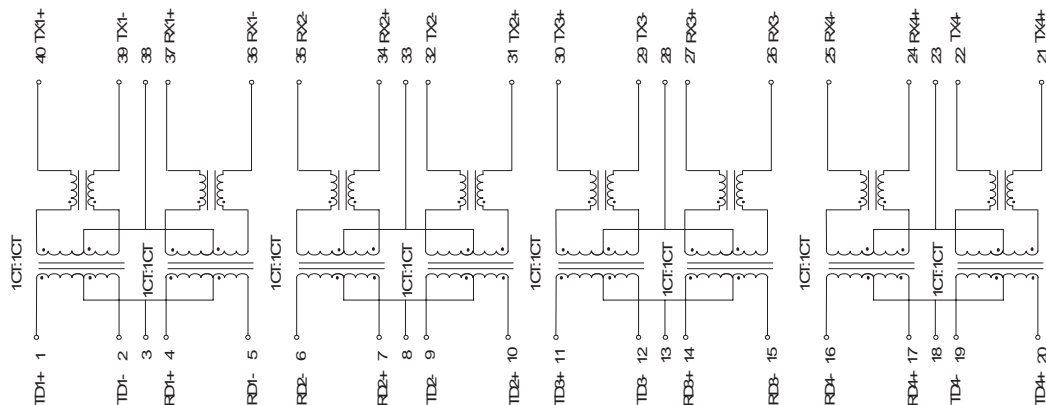 40 TX1+
39 TX1-
38
37 RX1+
36 RX1-
35 RX2-
34 RX2+
33
32 TX2-
31 TX2+
30 TX3+
29 TX3-
28
27 RX3+
26 RX3-
25 RX4-
24 RX4+
23
22 TX4-
21 TX4+
1CT:1CT
1CT:1CT
1CT:1CT
1CT:1CT
1CT:1CT
1CT:1CT
1CT:1CT
1CT:1CT
TD1+ 1
TD1- 2
3
RD1+ 4
RD1- 5
RD2- 6
RD2+ 7
8
TD2- 9
TD2+ 10
TD3+ 11
TD3- 12
13
RD3+ 14
RD3- 15
RD4- 16
RD4+ 17
18
TD4- 19
TD4+ 20